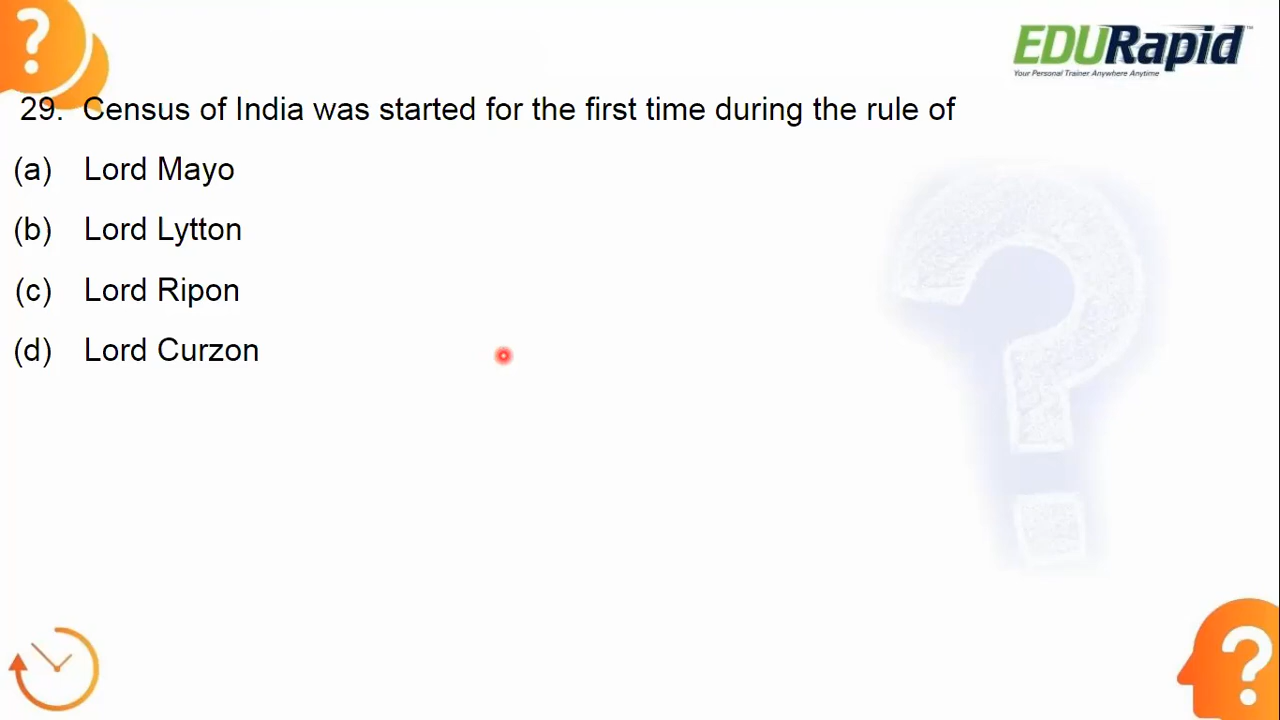 EDURapid™
Your Personal Trainer Anywhere Anytime
29. Census of India was started for the first time during the rule of
(a) Lord Mayo
(b) Lord Lytton
(c) Lord Ripon
(d) Lord Curzon
?
?